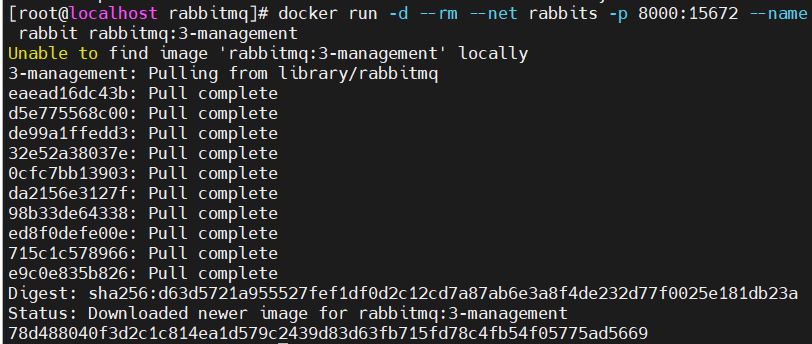 [root@localhost rabbitmq]# docker run -d --rm --net rabbits -p 8000:15672 --name
rabbit rabbitmq:3-management
Unable to find image 'rabbitmq:3-management' locally
3-management: Pulling from library/rabbitmq
eaead16dc43b: Pull complete
d5e775568c00: Pull complete
de99a1ffedd3: Pull complete
32e52a38037e: Pull complete
0cfc7bb13903: Pull complete
da2156e3127f: Pull complete
98b33de64338: Pull complete
ed8f0defe00e: Pull complete
715c1c578966: Pull complete
e9c0e835b826: Pull complete
Digest: sha256:d63d5721a955527fef1df0d2c12cd7a87ab6e3a8f4de232d77f0025e181db23a
Status: Downloaded newer image for rabbitmq:3-management
78d488040f3d2c1c814ea1d579c2439d83d63fb715fd78c4fb54f05775ad5669